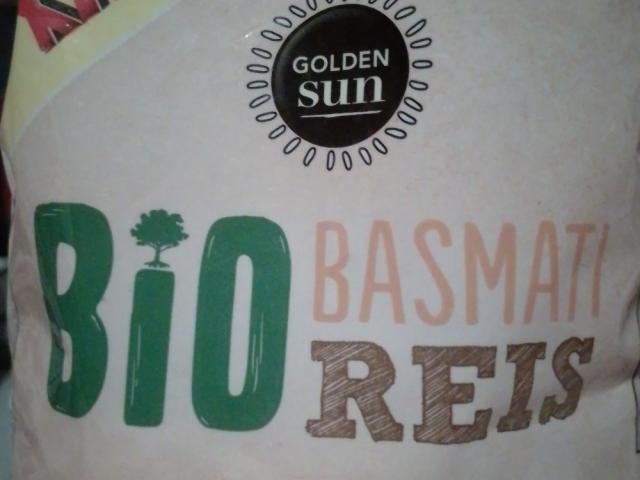 GOLDEN
sun
BiO
BASMATI
REIS